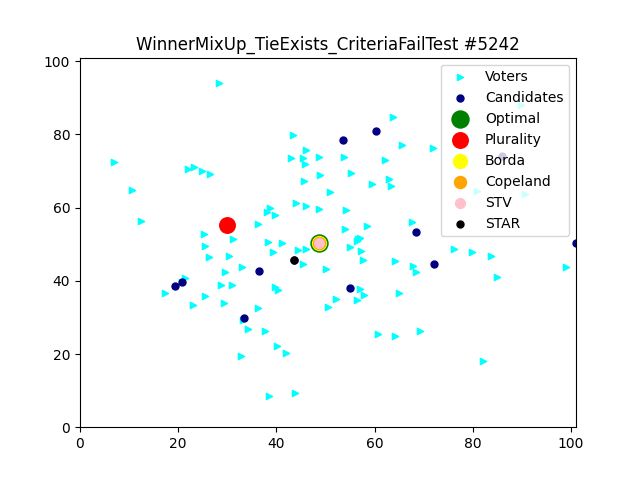 WinnerMixUp_TieExists_CriteriaFailTest #5242
100
80
60
40
20
0
0
20
40
60
80
100
Voters
Candidates
Optimal
Plurality
Borda
Copeland
STV
STAR